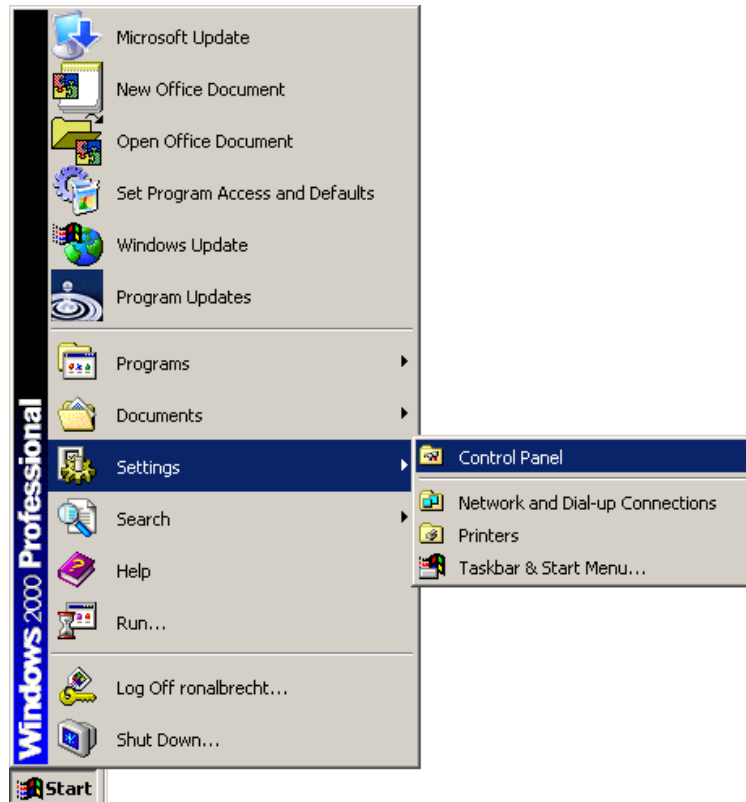 Microsoft Update
New Office Document
Open Office Document
Set Program Access and Defaults
Windows Update
Program Updates
Programs
Documents
Settings
Control Panel
Network and Dial-up Connections
Printers
Taskbar & Start Menu...
Search
Help
Run...
Log Off ronalbrecht...
Shut Down...
Windows 2000 Professional
Start